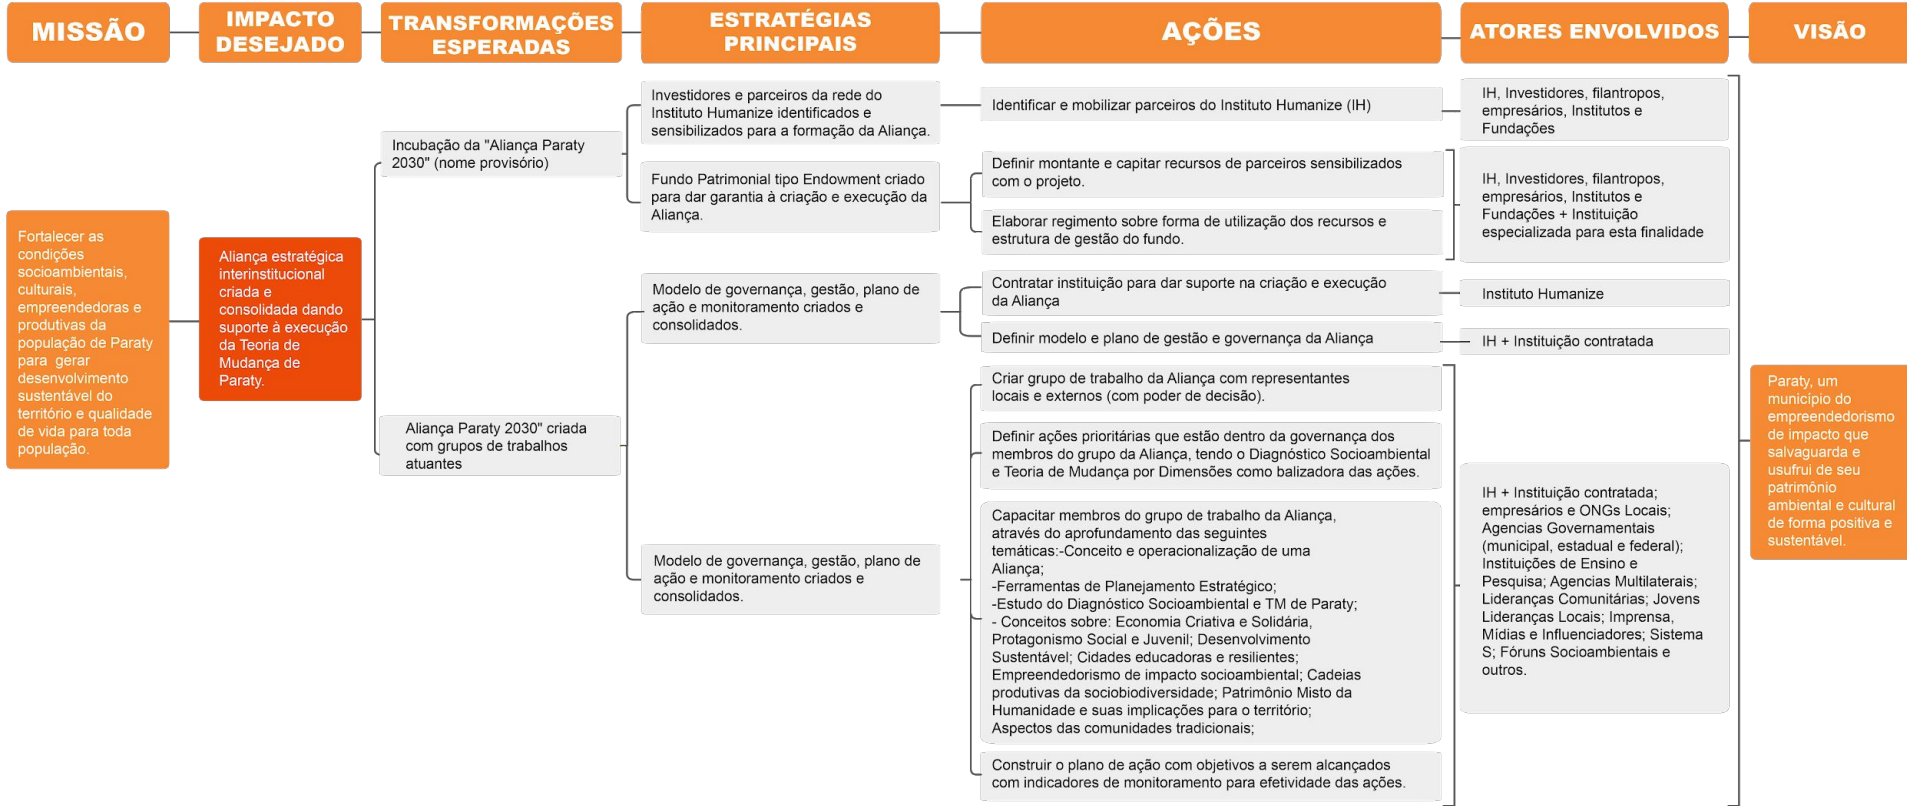 MISSÃO
IMPACTO
DESEJADO
TRANSFORMAÇÕES
ESPERADAS
ESTRATÉGIAS
PRINCIPAIS
AÇÕES
ATORES ENVOLVIDOS
VISÃO
Fortalecer as
condições
socioambientais,
culturais,
empreendedoras e
produtivas da
população de Paraty
para gerar
desenvolvimento
sustentável do
território e qualidade
de vida para toda
população.
Aliança estratégica
interinstitucional
criada e
consolidada dando
suporte à execução
da Teoria de
Mudança de
Paraty.
Incubação da "Aliança Paraty
2030" (nome provisório)
Aliança Paraty 2030" criada
com grupos de trabalhos
atuantes
Investidores e parceiros da rede do
Instituto Humanize identificados e
sensibilizados para a formação da Aliança.
Fundo Patrimonial tipo Endowment criado
para dar garantia à criação e execução da
Aliança.
Modelo de governança, gestão, plano de
ação e monitoramento criados e
consolidados.
Modelo de governança, gestão, plano de
ação e monitoramento criados e
consolidados.
Identificar e mobilizar parceiros do Instituto Humanize (IH)
Definir montante e capitar recursos de parceiros sensibilizados
com o projeto.
Elaborar regimento sobre forma de utilização dos recursos e
estrutura de gestão do fundo.
Contratar instituição para dar suporte na criação e execução
da Aliança
Definir modelo e plano de gestão e governança da Aliança
Criar grupo de trabalho da Aliança com representantes
locais e externos (com poder de decisão).
Definir ações prioritárias que estão dentro da governança dos
membros do grupo da Aliança, tendo o Diagnóstico Socioambiental
e Teoria de Mudança por Dimensões como balizadora das ações.
Capacitar membros do grupo de trabalho da Aliança,
através do aprofundamento das seguintes
temáticas:-Conceito e operacionalização de uma
Aliança;
-Ferramentas de Planejamento Estratégico;
-Estudo do Diagnóstico Socioambiental e TM de Paraty;
- Conceitos sobre: Economia Criativa e Solidária,
Protagonismo Social e Juvenil; Desenvolvimento
Sustentável; Cidades educadoras e resilientes;
Empreendedorismo de impacto socioambiental; Cadeias
produtivas da sociobiodiversidade; Patrimônio Misto da
Humanidade e suas implicações para o território;
Aspectos das comunidades tradicionais;
Construir o plano de ação com objetivos a serem alcançados
com indicadores de monitoramento para efetividade das ações.
IH, Investidores, filantropos,
empresários, Institutos e
Fundações
IH, Investidores, filantropos,
empresários, Institutos e
Fundações + Instituição
especializada para esta finalidade
Instituto Humanize
IH + Instituição contratada
IH + Instituição contratada;
empresários e ONGs Locais;
Agencias Governamentais
(municipal, estadual e federal);
Instituições de Ensino e
Pesquisa; Agencias Multilaterais;
Lideranças Comunitárias; Jovens
Lideranças Locais; Imprensa,
Mídias e Influenciadores; Sistema
S; Fóruns Socioambientais e
outros.
Paraty, um
município do
empreendedorismo
de impacto que
salvaguarda e
usufrui de seu
patrimônio
ambiental e cultural
de forma positiva e
sustentável.